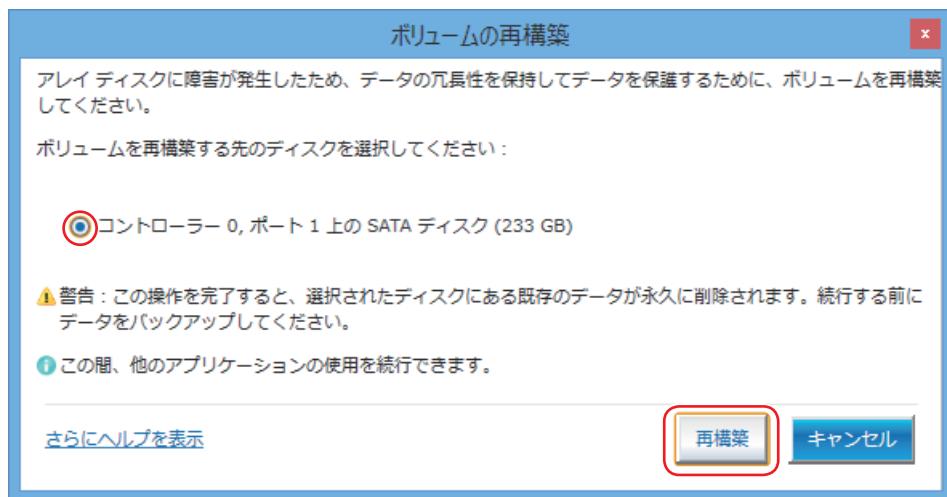 ボリュームの再構築
x
アレイ ディスクに障害が発生したため、データの冗長性を保持してデータを保護するために、ボリュームを再構築
してください。
ボリュームを再構築する先のディスクを選択してください：
コントローラー 0, ポート 1 上の SATA ディスク (233 GB)
警告：この操作を完了すると、選択されたディスクにある既存のデータが永久に削除されます。続行する前に
データをバックアップしてください。
この間、他のアプリケーションの使用を続行できます。
さらにヘルプを表示
再構築
キャンセル